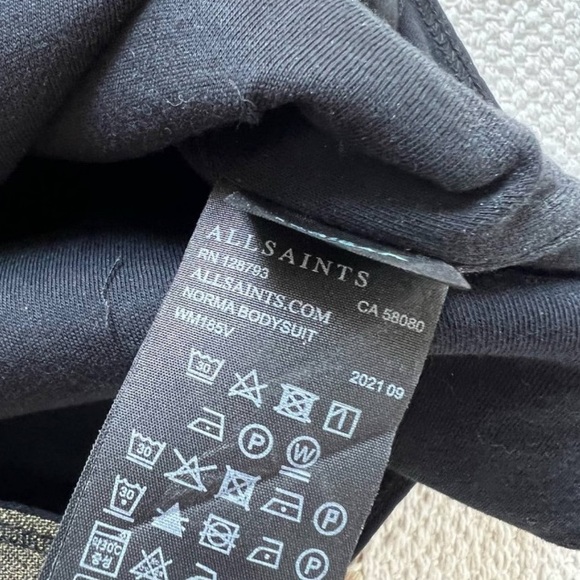 ALLSAINTS
RN 128793 CA 58080
ALLSAINTS.COM
NORMA BODYSUIT
WM185V 2021 09
30
P W
30
P
30